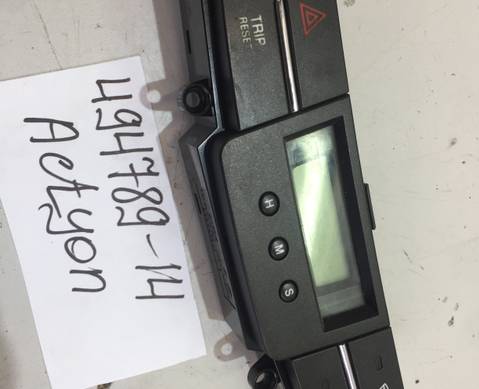 494789-14
Actyon
TRIP
RESET
H
M
S